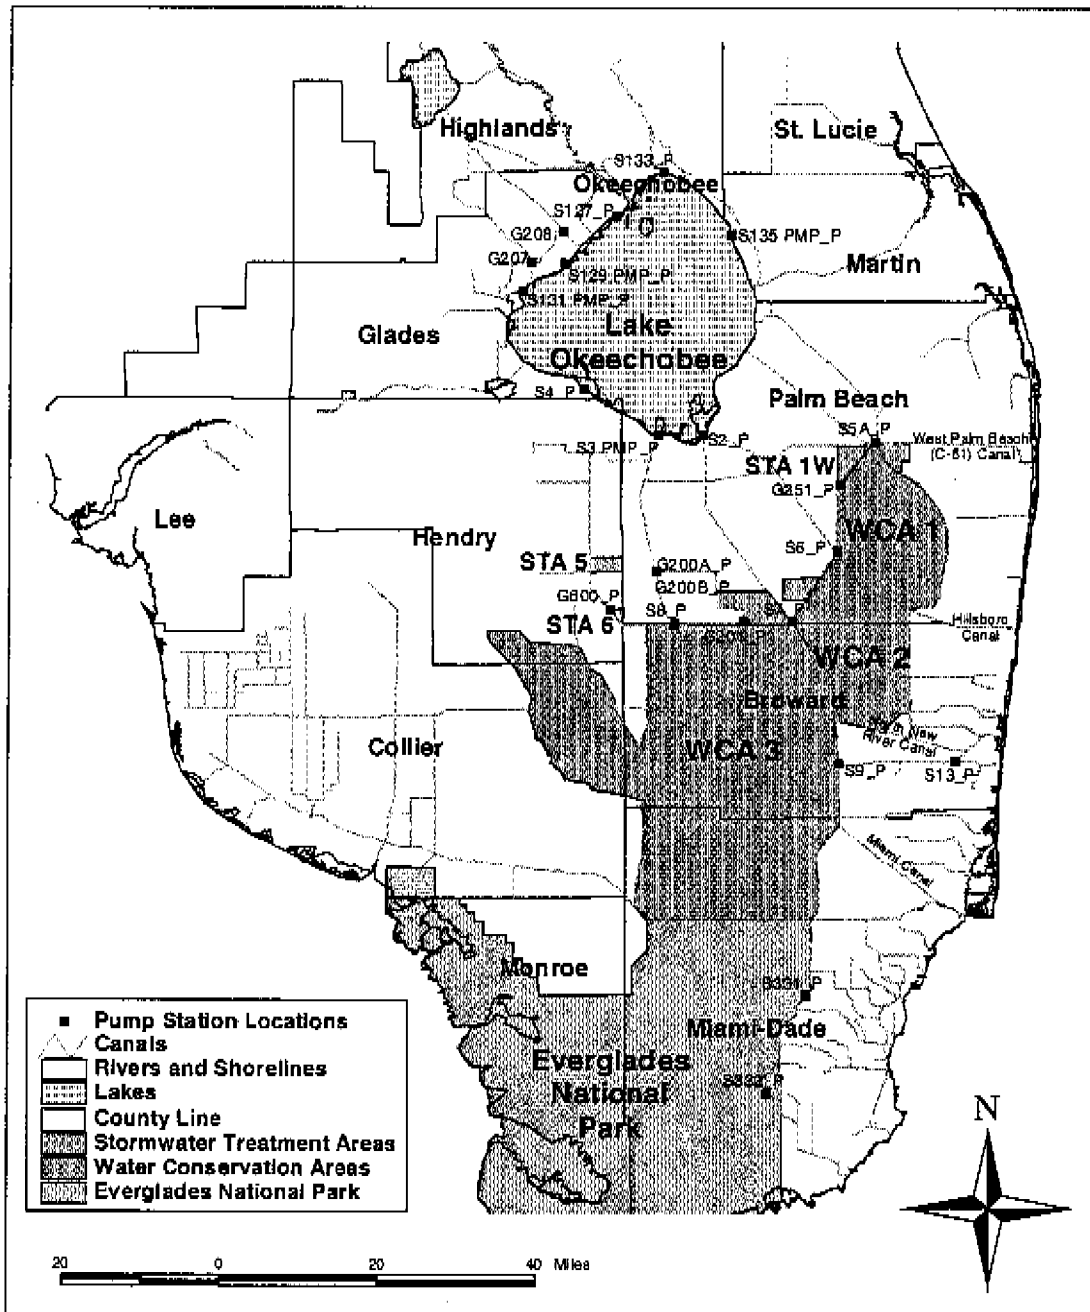 Highlands
St. Lucie
S133_P
Okeechobee
S127_P
G208
S135 PMP_P
G207
S129 PMP_P
Martin
S131 PMP_P
Glades
Lake
Okeechobee
S4_P
Palm Beach
S5A_P
S3 PMP_P
S2_P
West Palm Beach
(C-51) Canal
STA 1W
G251_P
Lee
Hendry
WCA 1
S6_P
STA 5
G200A_P
G200B_P
G600_P
S8_P
STA 6
Hillsboro
Canal
WCA 2
Broward
North New
River Canal
Collier
WCA 3
S9_P
S13_P
Miami Canal
Monroe
S331_P
Miami-Dade
Everglades
National
Park
S332_P
Pump Station Locations
Canals
Rivers and Shorelines
Lakes
County Line
Stormwater Treatment Areas
Water Conservation Areas
Everglades National Park
N
20 0 20 40 Miles